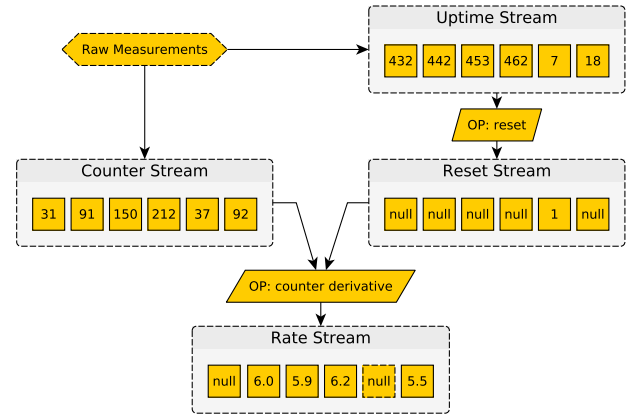 Uptime Stream
Raw Measurements
432 442 453 462 7 18
OP: reset
Counter Stream
31 91 150 212 37 92
Reset Stream
null null null null 1 null
OP: counter derivative
Rate Stream
null 6.0 5.9 6.2 null 5.5